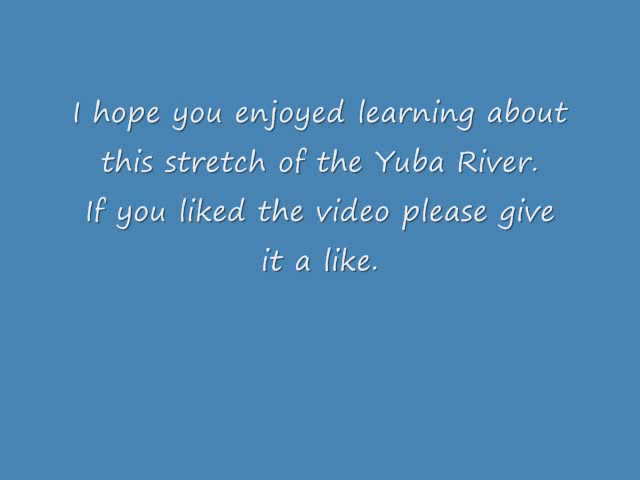 I hope you enjoyed learning about
this stretch of the Yuba River.
If you liked the video please give
it a like.